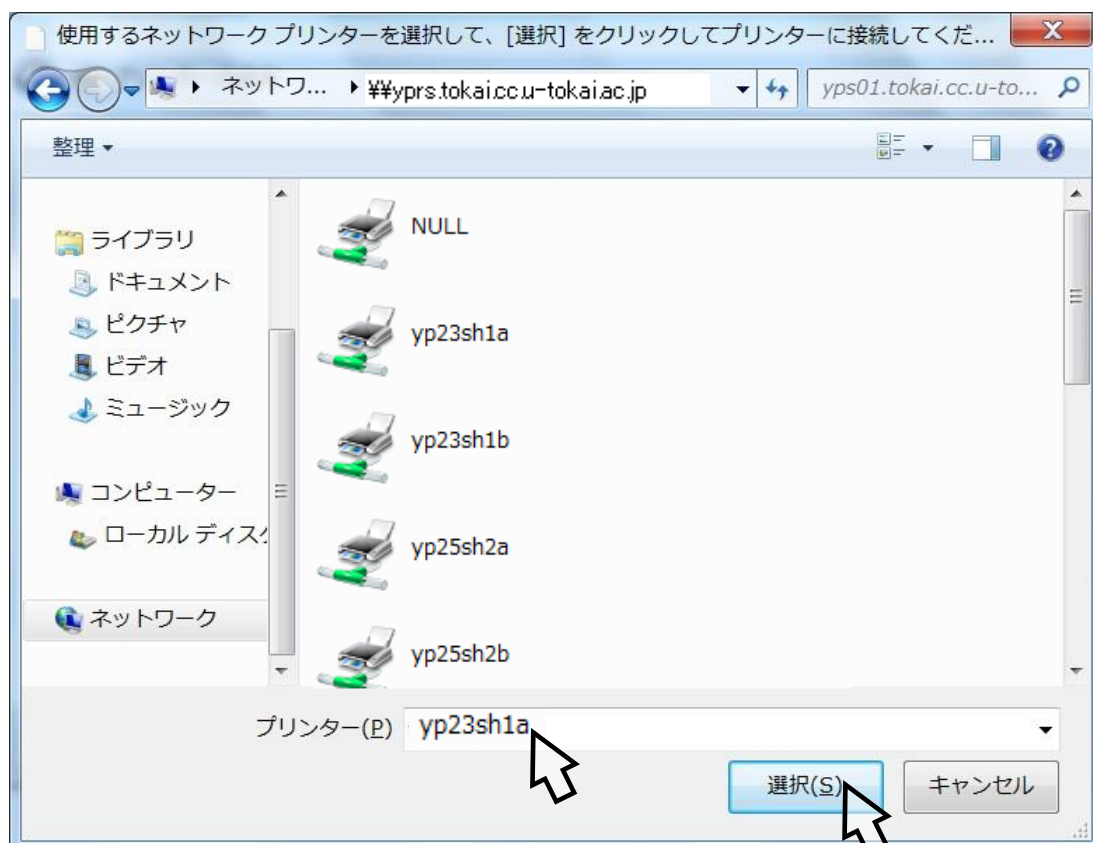 使用するネットワーク プリンターを選択して、[選択] をクリックしてプリンターに接続してくだ...
ネットワ... ¥¥yprs.tokai.cc.u-tokai.ac.jp yps01.tokai.cc.u-to...
整理
ライブラリ
ドキュメント
ピクチャ
ビデオ
ミュージック
コンピューター
ローカル ディスク
ネットワーク
NULL
yp23sh1a
yp23sh1b
yp25sh2a
yp25sh2b
プリンター(P) yp23sh1a
選択(S) キャンセル